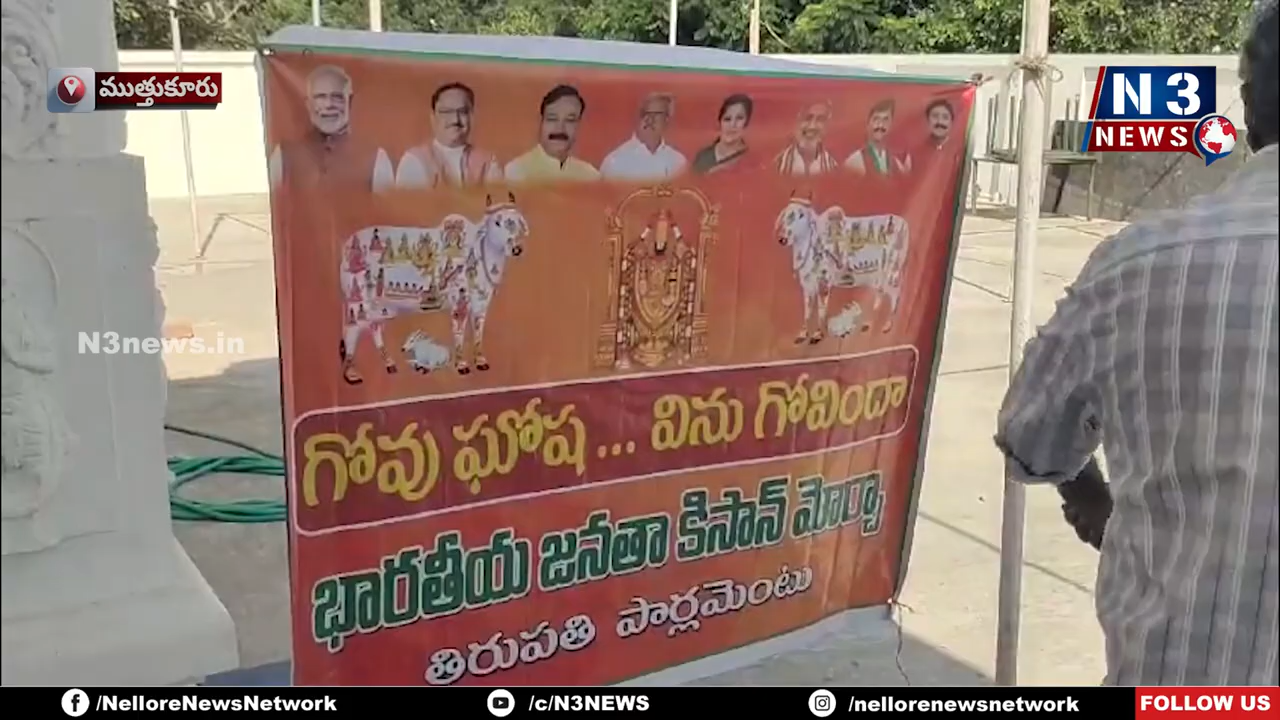 ముత్తుకూరు
N3
NEWS
N3news.in
గోవు ఘోష ... విను గోవిందా
భారతీయ జనతా కిసాన్ మోర్చా
తిరుపతి పార్లమెంటు
/NelloreNewsNetwork
/c/N3NEWS
/nellorenewsnetwork
FOLLOW US